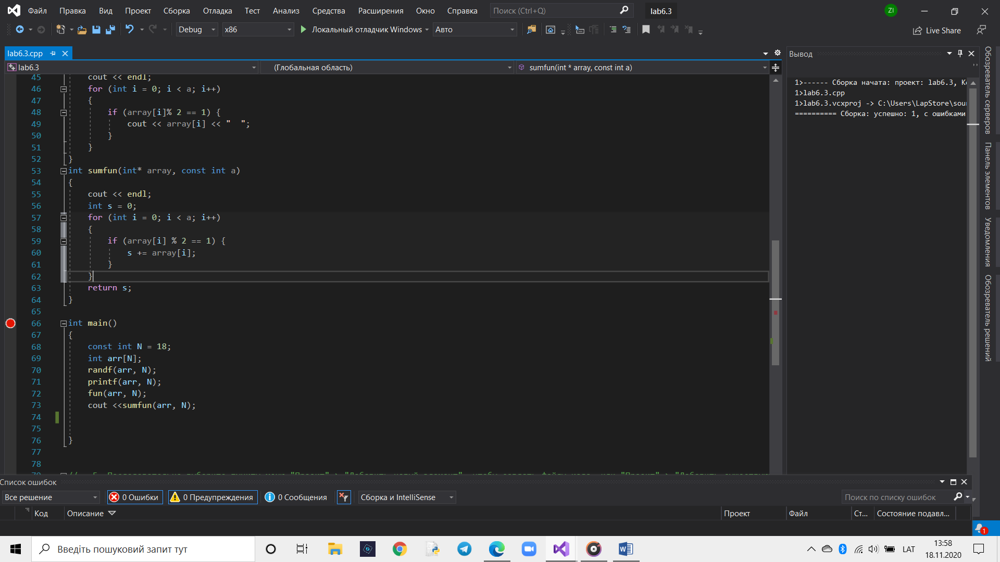 Файл Правка Вид Проект Сборка Отладка Тест Анализ Средства Расширения Окно Справка Поиск (Ctrl+Q) lab6.3 ZI
Debug x86 Локальный отладчик Windows Авто Live Share
lab6.3.cpp
lab6.3 (Глобальная область) sumfun(int * array, const int a)
45 cout << endl;
46 for (int i = 0; i < a; i++)
47 {
48 if (array[i]% 2 == 1) {
49 cout << array[i] << "  ";
50 }
51 }
52 }
53 int sumfun(int* array, const int a)
54 {
55 cout << endl;
56 int s = 0;
57 for (int i = 0; i < a; i++)
58 {
59 if (array[i] % 2 == 1) {
60 s += array[i];
61 }
62 }
63 return s;
64 }
65
66 int main()
67 {
68 const int N = 18;
69 int arr[N];
70 randf(arr, N);
71 printf(arr, N);
72 fun(arr, N);
73 cout <<sumfun(arr, N);
74
75
76 }
77
78
Вывод
1>------ Сборка начата: проект: lab6.3, Ко
1>lab6.3.cpp
1>lab6.3.vcxproj -> C:\Users\LapStore\sour
========== Сборка: успешно: 1, с ошибками
Обозреватель серверов
Панель элементов
Уведомления
Обозреватель решений
Список ошибок
Все решение 0 Ошибки 0 Предупреждения 0 Сообщения Сборка и IntelliSense Поиск по списку ошибок
Код Описание Проект Файл Ст... Состояние подавл...
1
Введіть пошуковий запит тут
LAT
13:58
18.11.2020